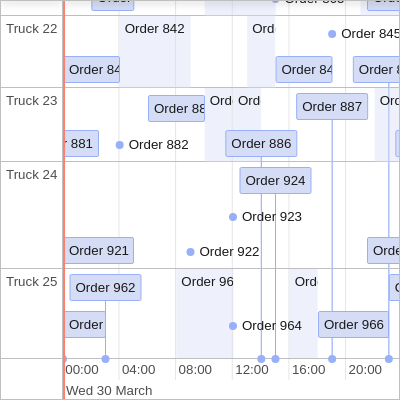 Truck 22
Order 842
Ord
Order 845
Order 84
Order 84
Order 8
Truck 23
Order 88
Ord
Ord
Order 887
Ord
881
Order 882
Order 886
Truck 24
Order 924
Order 923
Order 921
Order 922
Orde
Truck 25
Order 962
Order 96
Ord
Order
Order 964
Order 966
00:00
04:00
08:00
12:00
16:00
20:00
Wed 30 March